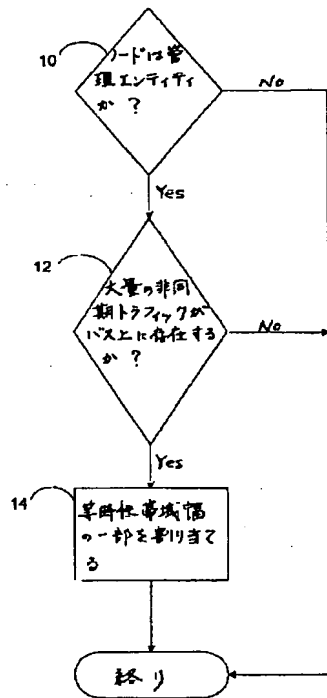 10
ノードは管
理エンティティ
か？
No
Yes
12
大量の非同
期トラフィックが
バス上に存在する
か？
No
Yes
14
等時性帯域幅
の一部を割り当て
る
終り